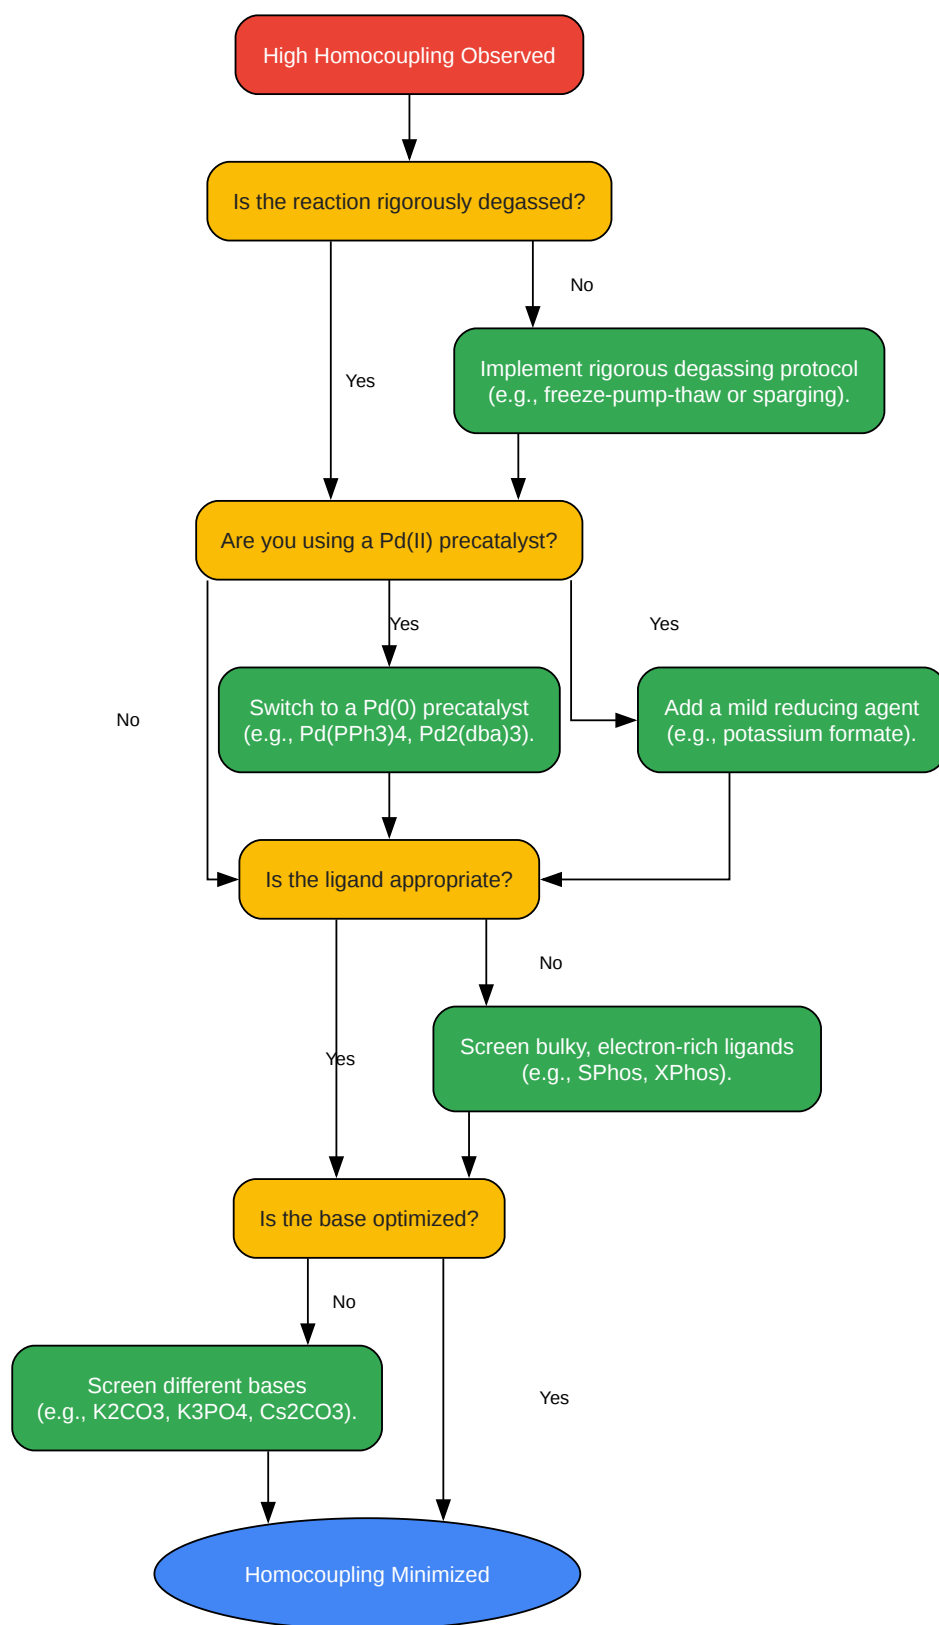 High Homocoupling Observed
Is the reaction rigorously degassed?
No
Implement rigorous degassing protocol
(e.g., freeze-pump-thaw or sparging).
Yes
Are you using a Pd(II) precatalyst?
Yes
Yes
Switch to a Pd(0) precatalyst
(e.g., Pd(PPh3)4, Pd2(dba)3).
Add a mild reducing agent
(e.g., potassium formate).
No
Is the ligand appropriate?
No
Screen bulky, electron-rich ligands
(e.g., SPhos, XPhos).
Yes
Is the base optimized?
No
Screen different bases
(e.g., K2CO3, K3PO4, Cs2CO3).
Yes
Homocoupling Minimized